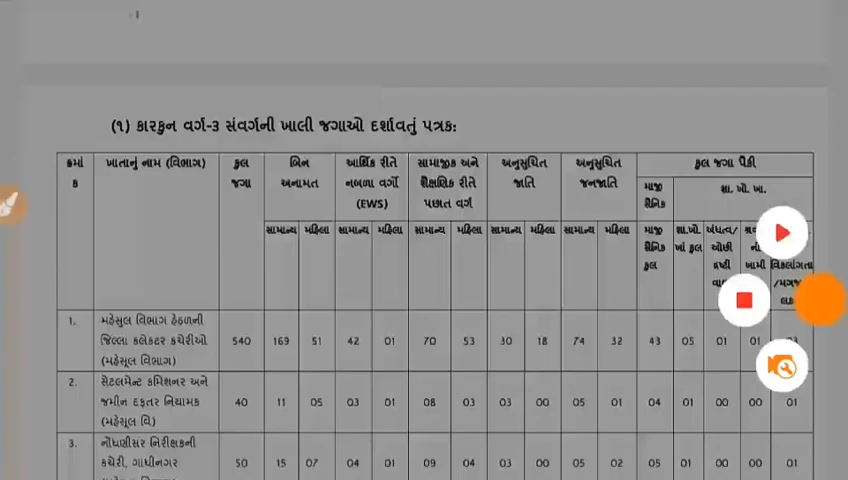 (૧) કારકુન વર્ગ-૩ સંવર્ગની ખાલી જગાઓ દર્શાવતું પત્રક:
ક્રમાંક ખાતાનું નામ (વિભાગ) કુલ જગા બિન અનામત આર્થિક રીતે નબળા વર્ગો (EWS) સામાજીક અને શૈક્ષણિક રીતે પછાત વર્ગ અનુસુચિત જાતિ અનુસુચિત જનજાતિ કુલ જગા પૈકી
માજી સૈનિક શા. ખો. ખા.
સામાન્ય મહિલા સામાન્ય મહિલા સામાન્ય મહિલા સામાન્ય મહિલા સામાન્ય મહિલા માજી સૈનિક કુલ શા.ખો.ખાં કુલ અંધત્વ/ઓછી દ્રષ્ટી ની ખામી વિકલાંગતા
1. મહેસુલ વિભાગ હેઠળની જિલ્લા કલેકટર કચેરીઓ (મહેસૂલ વિભાગ) 540 169 51 42 01 70 53 30 18 74 32 43 05 01 01
2. સેટલમેન્ટ કમિશનર અને જમીન દફતર નિયામક (મહેસૂલ વિ) 40 11 05 03 01 08 03 03 00 05 01 04 01 00 00 01
3. નોંધણીસર નિરીક્ષકની કચેરી, ગાંધીનગર 50 15 07 04 01 09 04 03 00 05 02 05 01 00 00 01